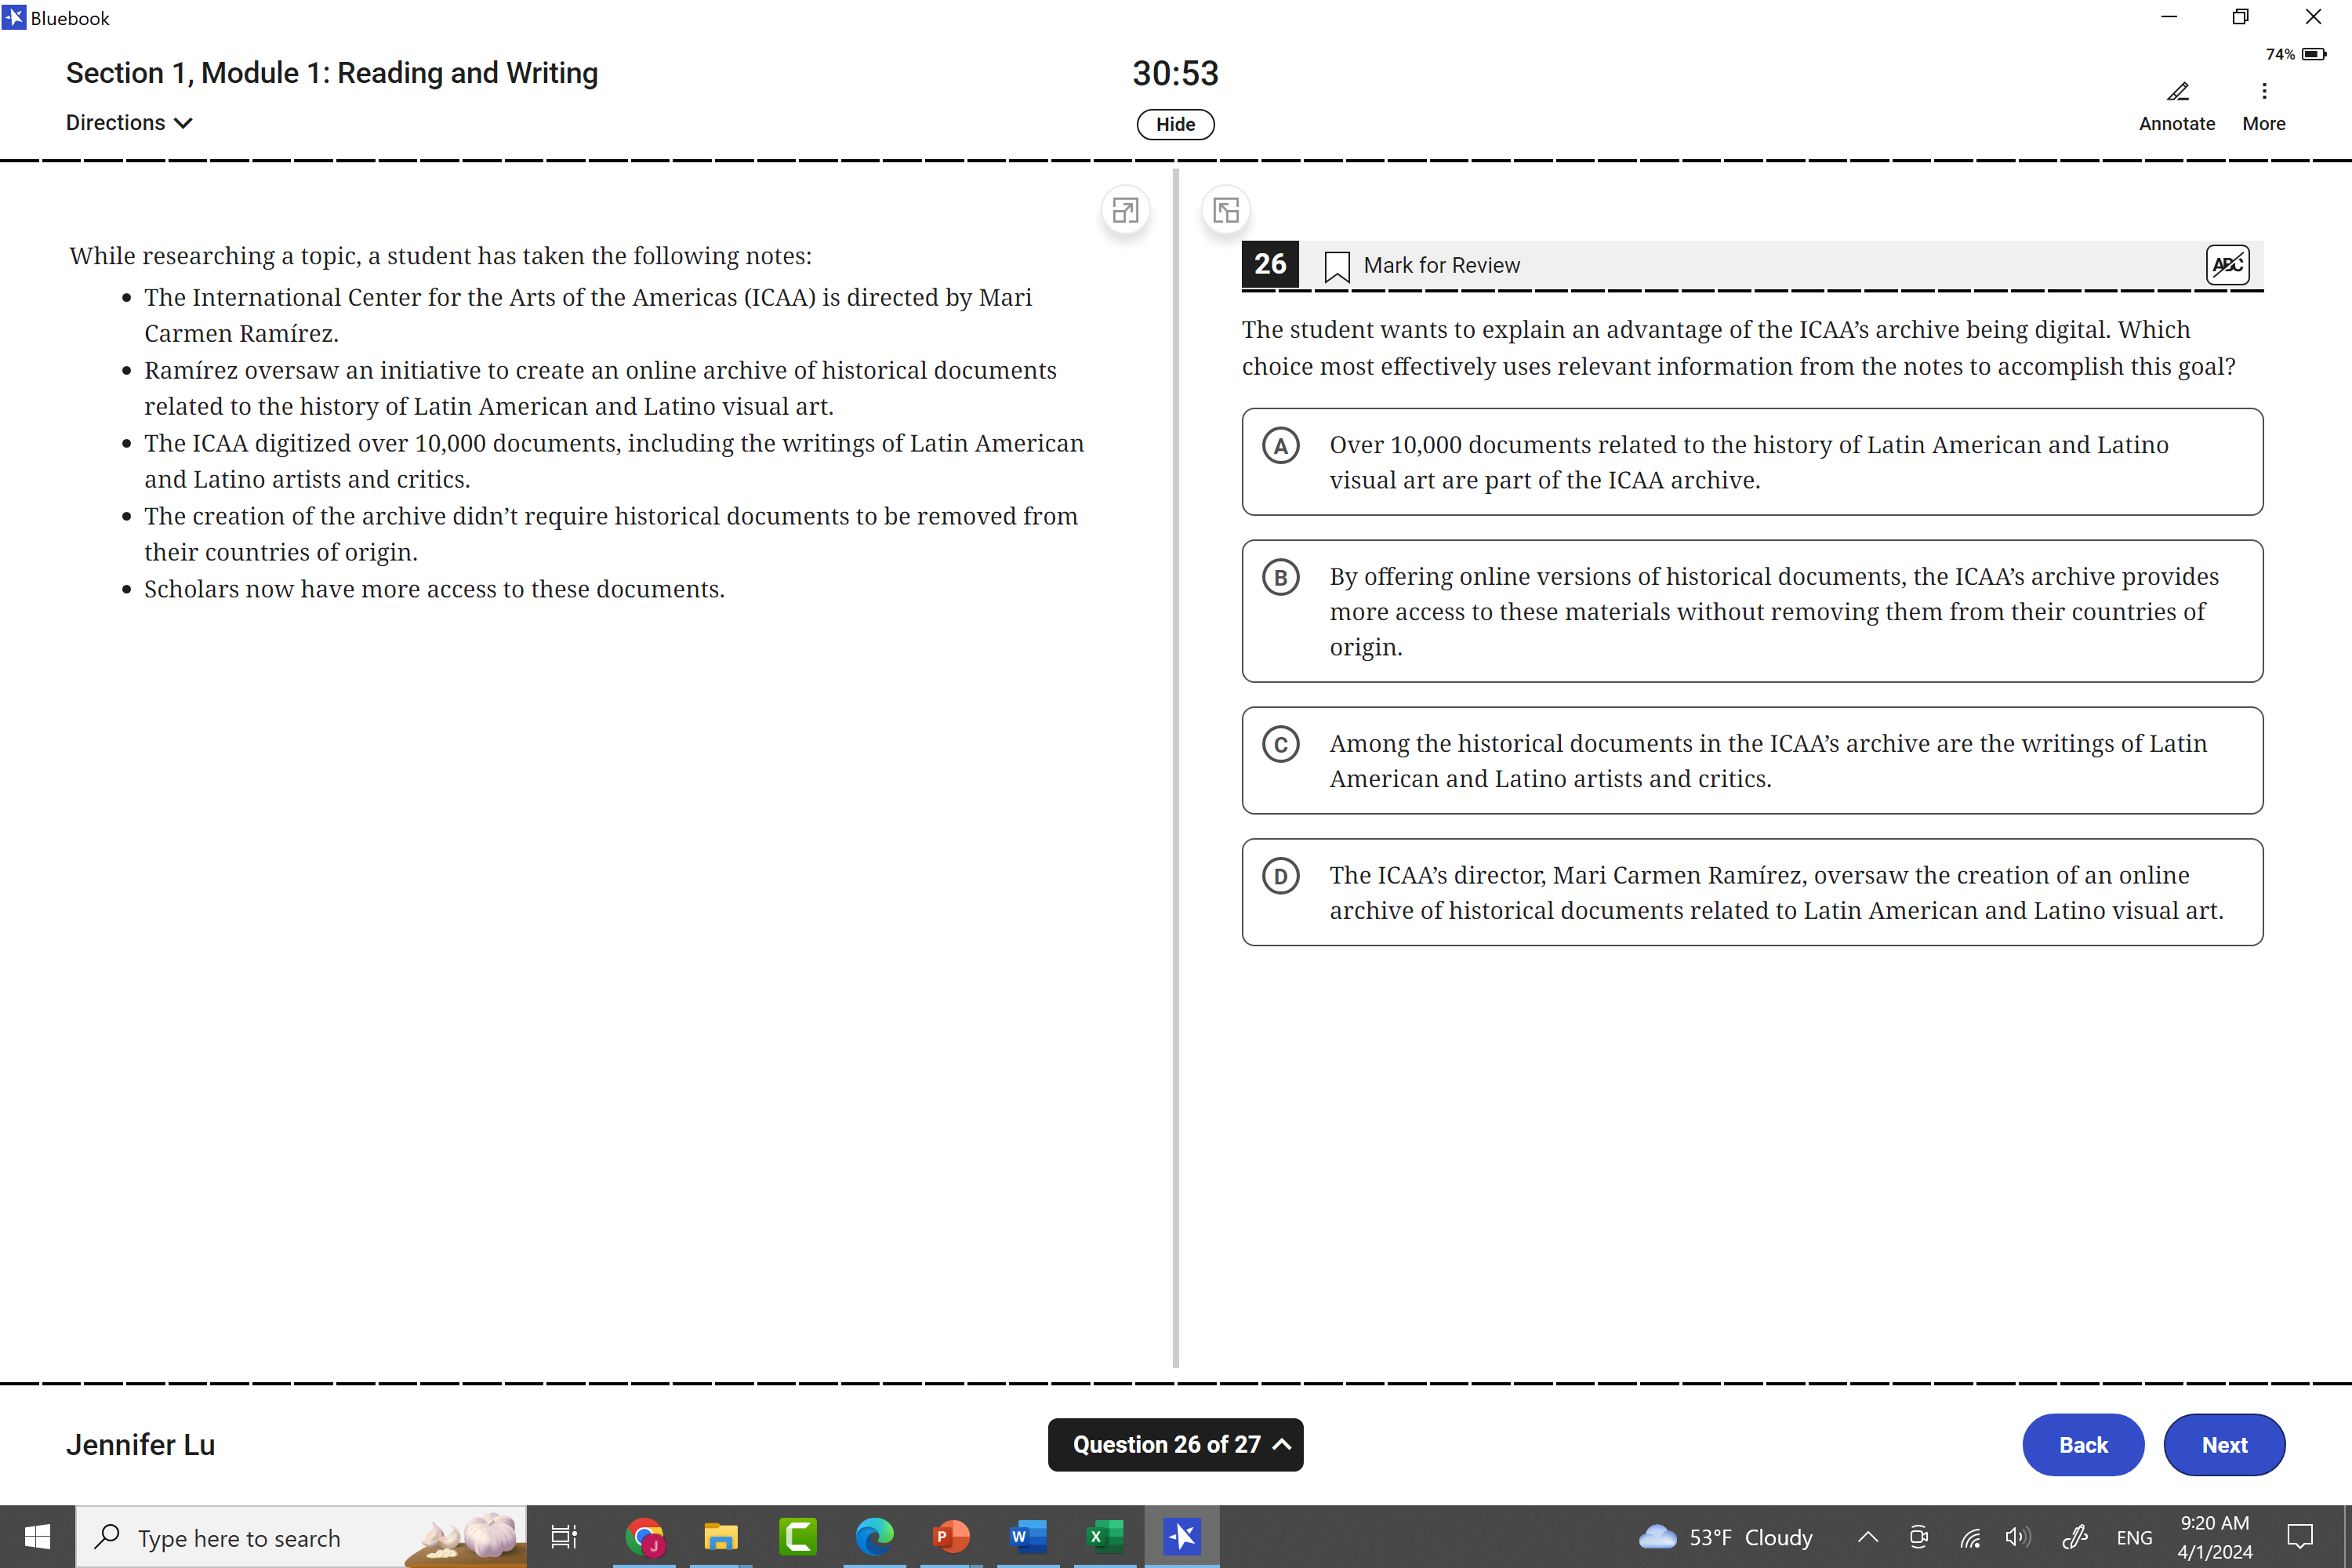 Bluebook
Section 1, Module 1: Reading and Writing
30:53
74%
Directions
Hide
Annotate
More
While researching a topic, a student has taken the following notes:
• The International Center for the Arts of the Americas (ICAA) is directed by Mari
Carmen Ramírez.
• Ramírez oversaw an initiative to create an online archive of historical documents
related to the history of Latin American and Latino visual art.
• The ICAA digitized over 10,000 documents, including the writings of Latin American
and Latino artists and critics.
• The creation of the archive didn’t require historical documents to be removed from
their countries of origin.
• Scholars now have more access to these documents.
26
Mark for Review
ABC
The student wants to explain an advantage of the ICAA’s archive being digital. Which
choice most effectively uses relevant information from the notes to accomplish this goal?
A Over 10,000 documents related to the history of Latin American and Latino
visual art are part of the ICAA archive.
B By offering online versions of historical documents, the ICAA’s archive provides
more access to these materials without removing them from their countries of
origin.
C Among the historical documents in the ICAA’s archive are the writings of Latin
American and Latino artists and critics.
D The ICAA’s director, Mari Carmen Ramírez, oversaw the creation of an online
archive of historical documents related to Latin American and Latino visual art.
Jennifer Lu
Question 26 of 27
Back
Next
Type here to search
J
P
W
X
53°F Cloudy
ENG
9:20 AM
4/1/2024